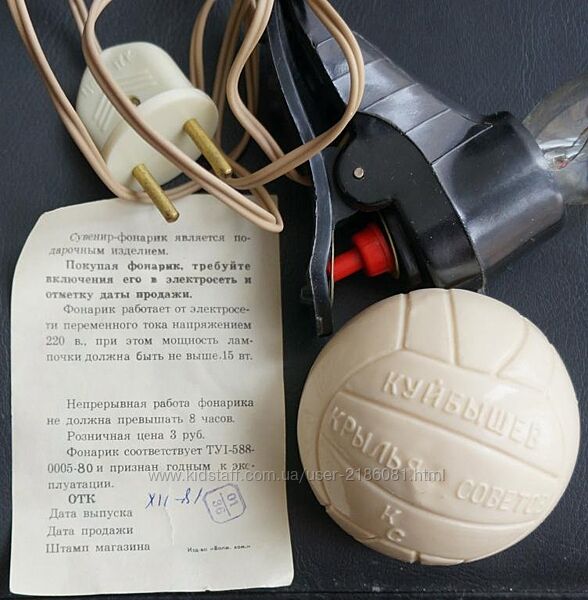 Сувенир-фонарик является по-
дарочным изделием.
Покупая фонарик, требуйте
включения его в электросеть и
отметку даты продажи.
Фонарик работает от электросе-
ти переменного тока напряжением
220 в., при этом мощность лам-
почки должна быть не выше 15 вт.
Непрерывная работа фонарика
не должна превышать 8 часов.
Розничная цена 3 руб.
Фонарик соответствует ТУ1-588-
0005-80 и признан годным к экс-
плуатации.
ОТК
Дата выпуска XII-81
Дата продажи
Штамп магазина
КУЙБЫШЕВ
КРЫЛЬЯ СОВЕТОВ
К
С
© www.kidstaff.com.ua/user-2186081.html